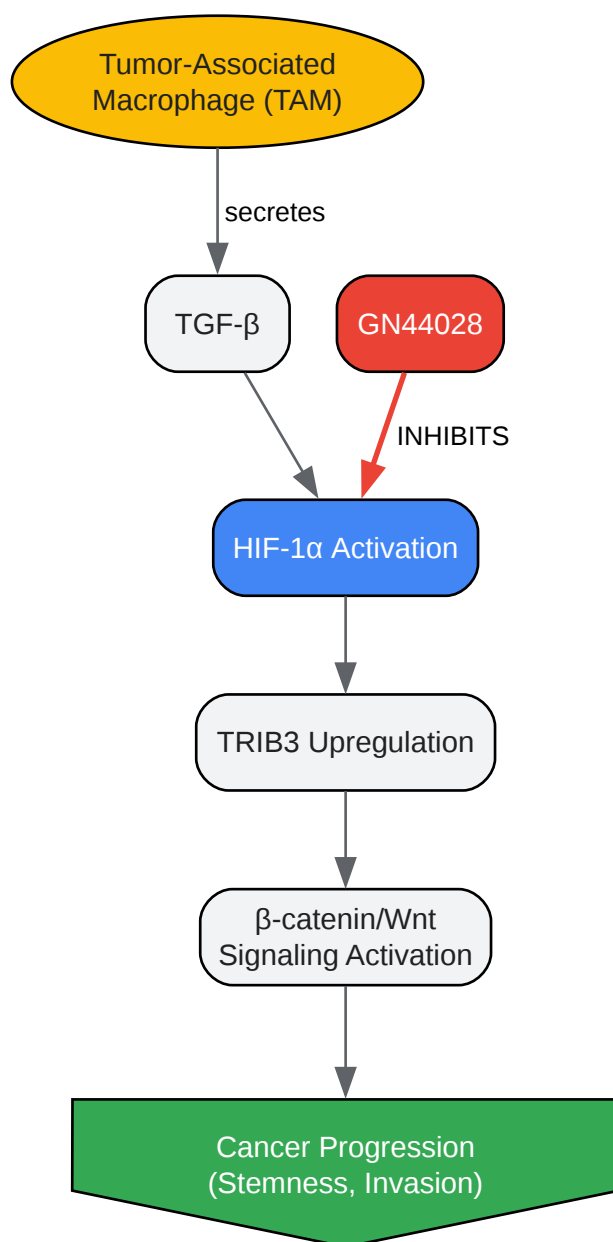 Tumor-Associated
Macrophage (TAM)
secretes
TGF-β
GN44028
INHIBITS
HIF-1α Activation
TRIB3 Upregulation
β-catenin/Wnt
Signaling Activation
Cancer Progression
(Stemness, Invasion)